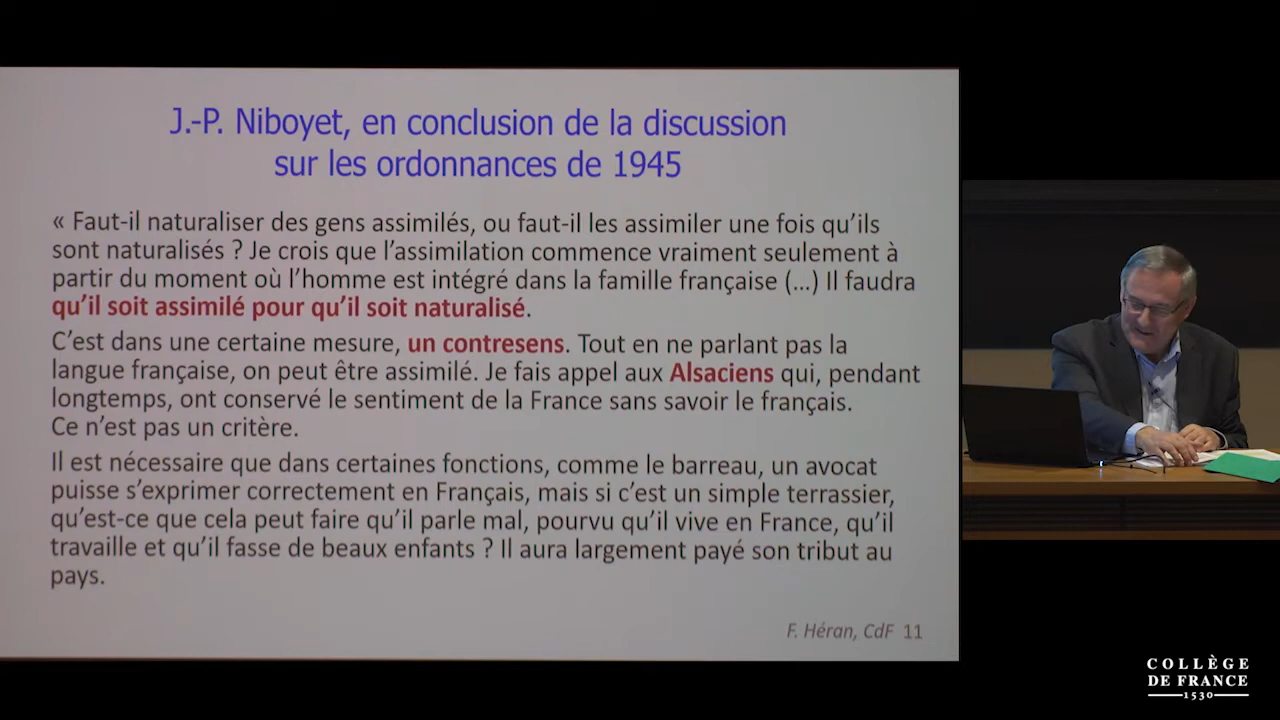 J.-P. Niboyet, en conclusion de la discussion
sur les ordonnances de 1945
« Faut-il naturaliser des gens assimilés, ou faut-il les assimiler une fois qu'ils
sont naturalisés ? Je crois que l'assimilation commence vraiment seulement à
partir du moment où l'homme est intégré dans la famille française (...) Il faudra
qu'il soit assimilé pour qu'il soit naturalisé.
C'est dans une certaine mesure, un contresens. Tout en ne parlant pas la
langue française, on peut être assimilé. Je fais appel aux Alsaciens qui, pendant
longtemps, ont conservé le sentiment de la France sans savoir le français.
Ce n'est pas un critère.
Il est nécessaire que dans certaines fonctions, comme le barreau, un avocat
puisse s'exprimer correctement en Français, mais si c'est un simple terrassier,
qu'est-ce que cela peut faire qu'il parle mal, pourvu qu'il vive en France, qu'il
travaille et qu'il fasse de beaux enfants ? Il aura largement payé son tribut au
pays.
F. Héran, CdF 11
COLLÈGE
DE FRANCE
1530